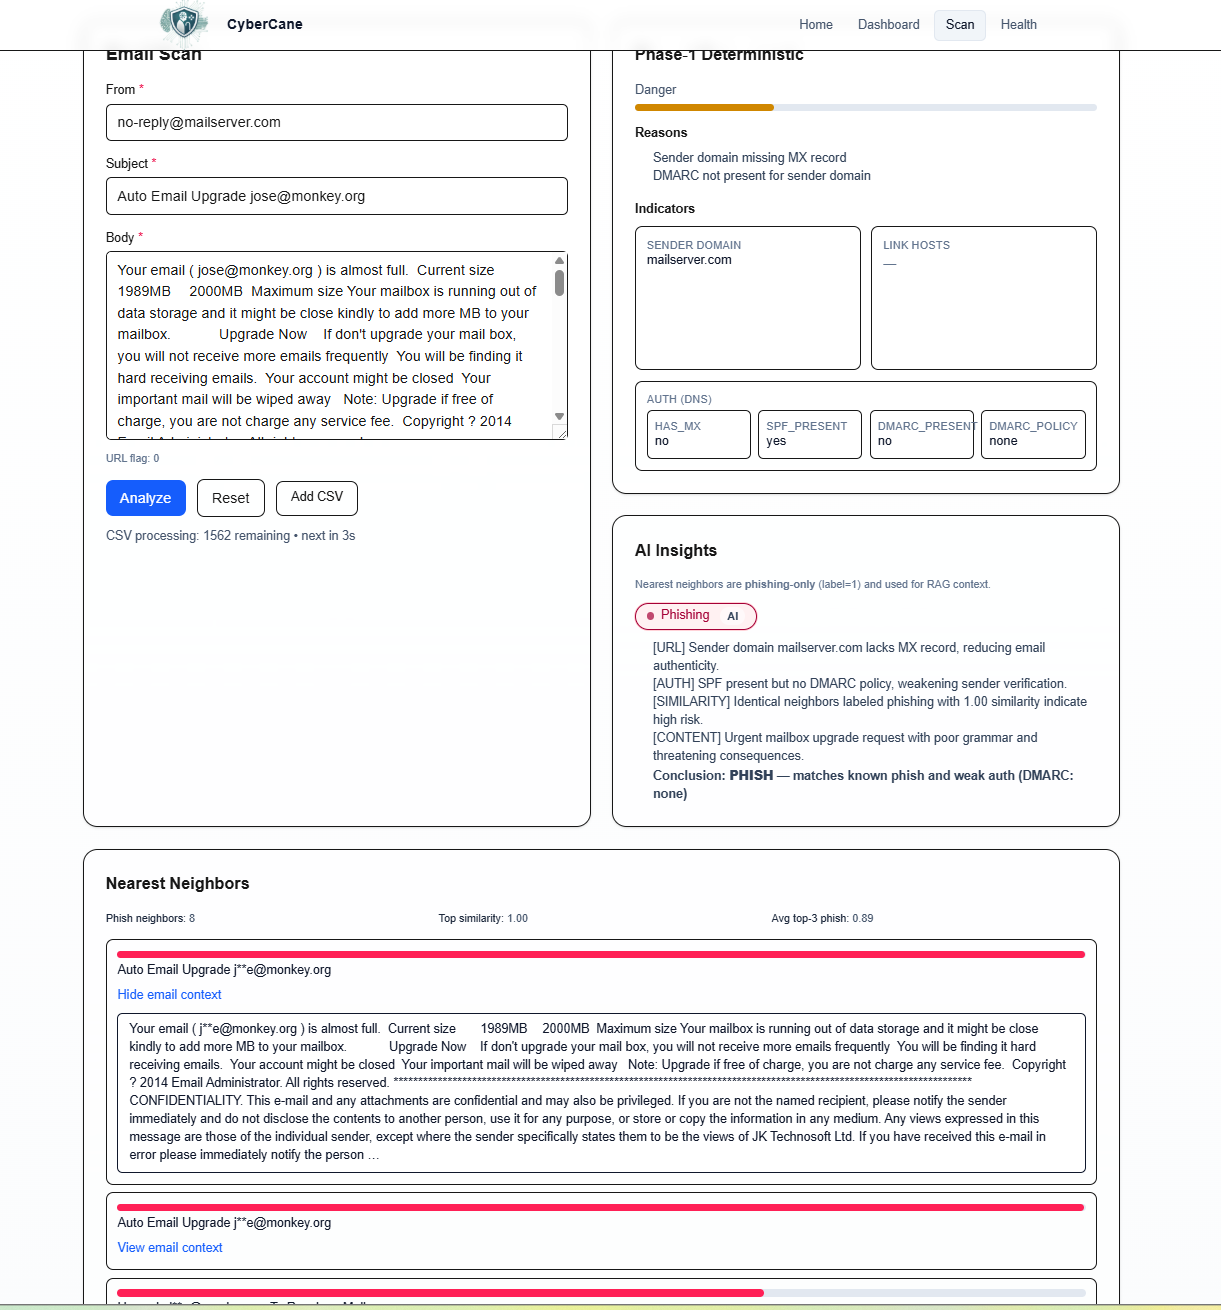 CyberCane
Home
Dashboard
Scan
Health
Email Scan
From *
no-reply@mailserver.com
Subject *
Auto Email Upgrade jose@monkey.org
Body *
Your email ( jose@monkey.org ) is almost full.  Current size
1989MB     2000MB  Maximum size Your mailbox is running out of
data storage and it might be close kindly to add more MB to your
mailbox.             Upgrade Now    If don't upgrade your mail box,
you will not receive more emails frequently  You will be finding it
hard receiving emails.  Your account might be closed  Your
important mail will be wiped away   Note: Upgrade if free of
charge, you are not charge any service fee.  Copyright ? 2014
URL flag: 0
Analyze
Reset
Add CSV
CSV processing: 1562 remaining • next in 3s
Phase-1 Deterministic
Danger
Reasons
Sender domain missing MX record
DMARC not present for sender domain
Indicators
SENDER DOMAIN
mailserver.com
LINK HOSTS
—
AUTH (DNS)
HAS_MX
no
SPF_PRESENT
yes
DMARC_PRESENT
no
DMARC_POLICY
none
AI Insights
Nearest neighbors are phishing-only (label=1) and used for RAG context.
Phishing AI
[URL] Sender domain mailserver.com lacks MX record, reducing email
authenticity.
[AUTH] SPF present but no DMARC policy, weakening sender verification.
[SIMILARITY] Identical neighbors labeled phishing with 1.00 similarity indicate
high risk.
[CONTENT] Urgent mailbox upgrade request with poor grammar and
threatening consequences.
Conclusion: PHISH — matches known phish and weak auth (DMARC:
none)
Nearest Neighbors
Phish neighbors: 8
Top similarity: 1.00
Avg top-3 phish: 0.89
Auto Email Upgrade j**e@monkey.org
Hide email context
Your email ( j**e@monkey.org ) is almost full.  Current size       1989MB    2000MB  Maximum size Your mailbox is running out of data storage and it might be close
kindly to add more MB to your mailbox.            Upgrade Now    If don't upgrade your mail box, you will not receive more emails frequently  You will be finding it hard
receiving emails.  Your account might be closed  Your important mail will be wiped away   Note: Upgrade if free of charge, you are not charge any service fee.  Copyright
? 2014 Email Administrator. All rights reserved. **********************************************************************************************************************
CONFIDENTIALITY. This e-mail and any attachments are confidential and may also be privileged. If you are not the named recipient, please notify the sender
immediately and do not disclose the contents to another person, use it for any purpose, or store or copy the information in any medium. Any views expressed in this
message are those of the individual sender, except where the sender specifically states them to be the views of JK Technosoft Ltd. If you have received this e-mail in
error please immediately notify the person …
Auto Email Upgrade j**e@monkey.org
View email context